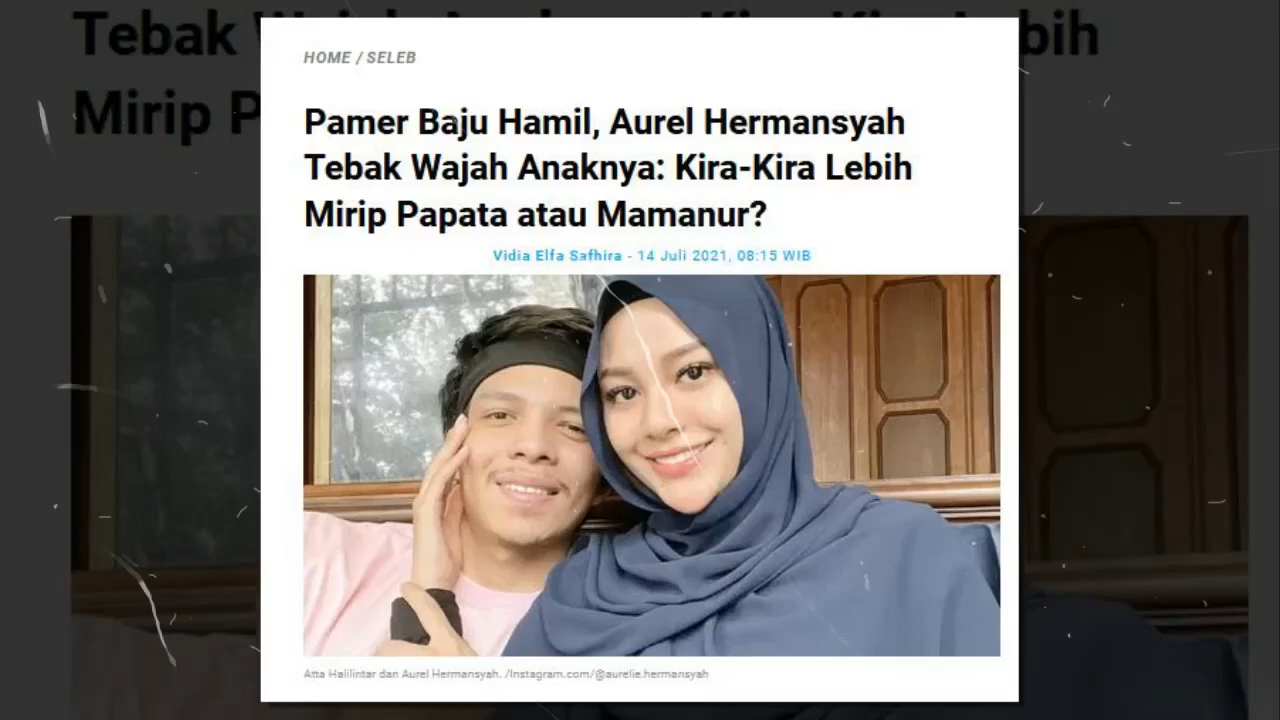 HOME / SELEB
Pamer Baju Hamil, Aurel Hermansyah
Tebak Wajah Anaknya: Kira-Kira Lebih
Mirip Papata atau Mamanur?
Vidia Elfa Safhira - 14 Juli 2021, 08:15 WIB
Atta Halilintar dan Aurel Hermansyah. /Instagram.com/@aurelie.hermansyah
Tebak
bih
Mirip P